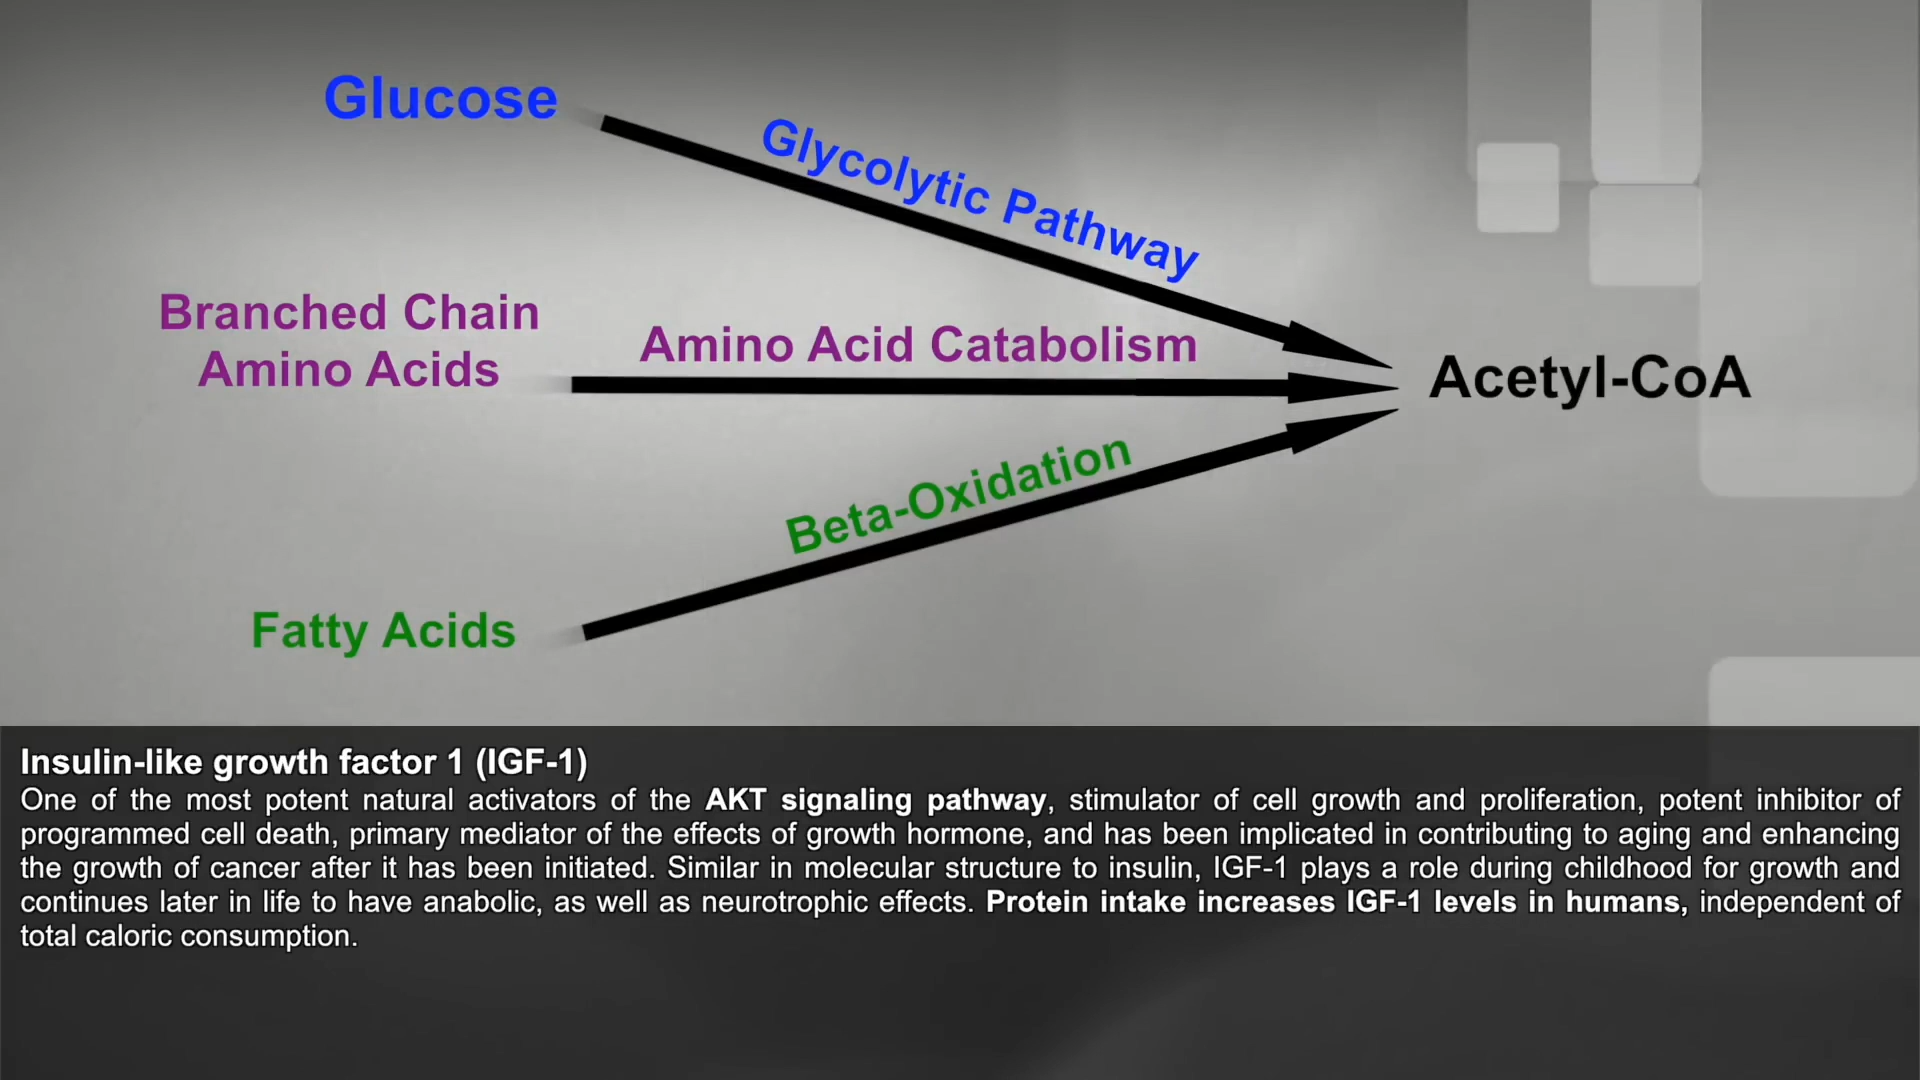 Glucose
Glycolytic Pathway
Branched Chain
Amino Acids
Amino Acid Catabolism
Acetyl-CoA
Beta-Oxidation
Fatty Acids
Insulin-like growth factor 1 (IGF-1)
One of the most potent natural activators of the AKT signaling pathway, stimulator of cell growth and proliferation, potent inhibitor of
programmed cell death, primary mediator of the effects of growth hormone, and has been implicated in contributing to aging and enhancing
the growth of cancer after it has been initiated. Similar in molecular structure to insulin, IGF-1 plays a role during childhood for growth and
continues later in life to have anabolic, as well as neurotrophic effects. Protein intake increases IGF-1 levels in humans, independent of
total caloric consumption.